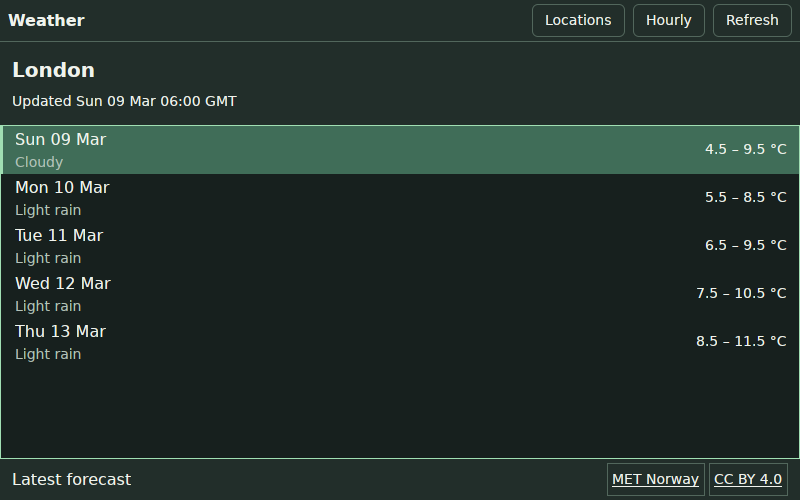 Weather
Locations
Hourly
Refresh
London
Updated Sun 09 Mar 06:00 GMT
Sun 09 Mar
Cloudy
4.5 – 9.5 °C
Mon 10 Mar
Light rain
5.5 – 8.5 °C
Tue 11 Mar
Light rain
6.5 – 9.5 °C
Wed 12 Mar
Light rain
7.5 – 10.5 °C
Thu 13 Mar
Light rain
8.5 – 11.5 °C
Latest forecast
MET Norway
CC BY 4.0